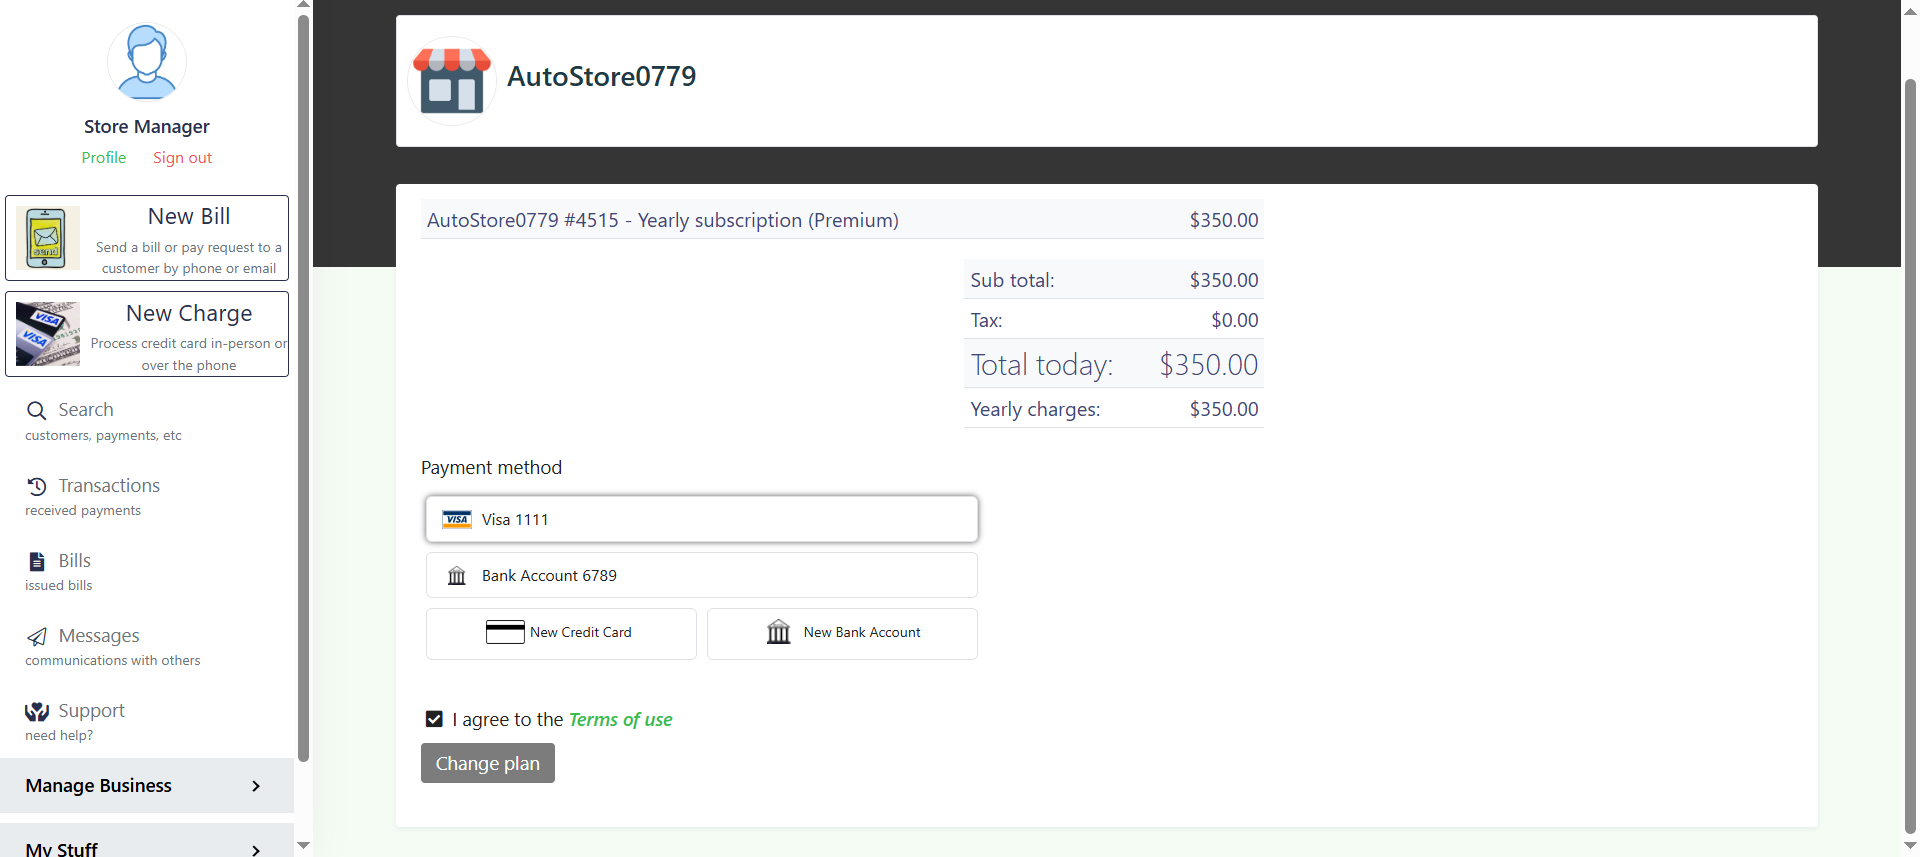 Store Manager
Profile Sign out
New Bill
Send a bill or pay request to a
customer by phone or email
New Charge
Process credit card in-person or
over the phone
Search
customers, payments, etc
Transactions
received payments
Bills
issued bills
Messages
communications with others
Support
need help?
Manage Business
My Stuff
AutoStore0779
AutoStore0779 #4515 - Yearly subscription (Premium) $350.00
Sub total: $350.00
Tax: $0.00
Total today: $350.00
Yearly charges: $350.00
Payment method
VISA Visa 1111
Bank Account 6789
New Credit Card New Bank Account
I agree to the Terms of use
Change plan